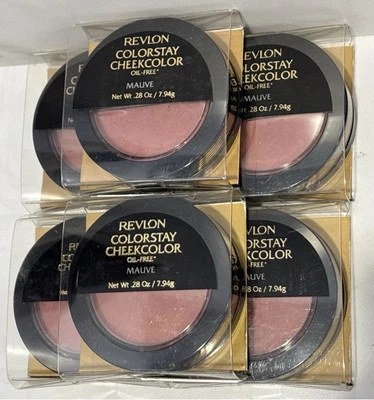 REVLON
COLORSTAY
CHEEKCOLOR
OIL-FREE*
MAUVE
Net Wt .28 Oz / 7.94g
REVLON
COLORSTAY
CHEEKCOLOR
OIL-FREE*
MAUVE
Net Wt .28 Oz / 7.94g
REVLON
COLORSTAY
CHEEKCOLOR
OIL-FREE*
MAUVE
Net Wt .28 Oz / 7.94g
REVLON
COLORSTAY
CHEEKCOLOR
OIL-FREE*
MAUVE
7.94g